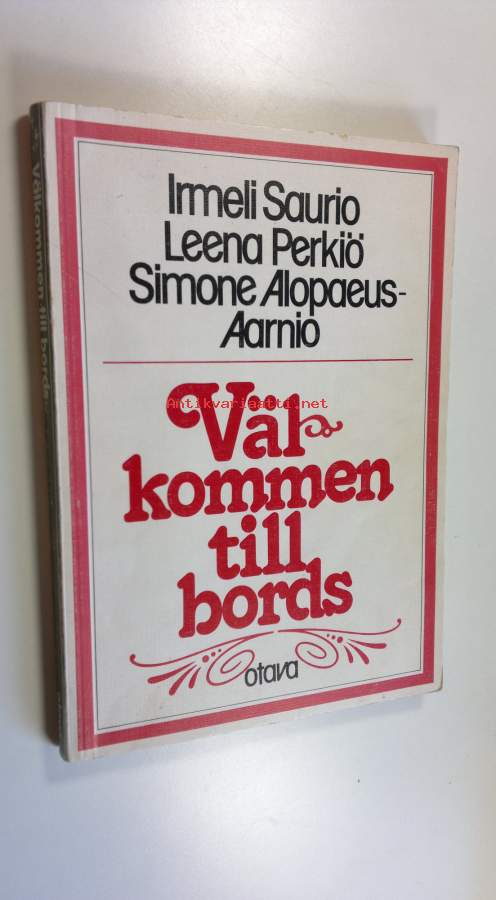 Irmeli Saurio
Leena Perkiö
Simone Alopaeus-
Aarnio
Väl-
kommen
till
bords
otava
Välkommen till bords
Antikvariaatti.net